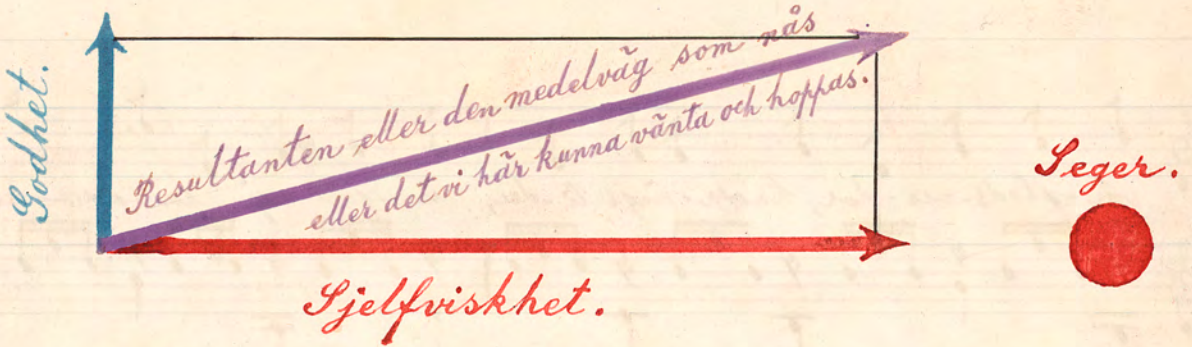 Godhet.
Resultanten eller den medelväg som nås
eller det vi här kunna vänta och hoppas.
Sjelfviskhet.
Seger.